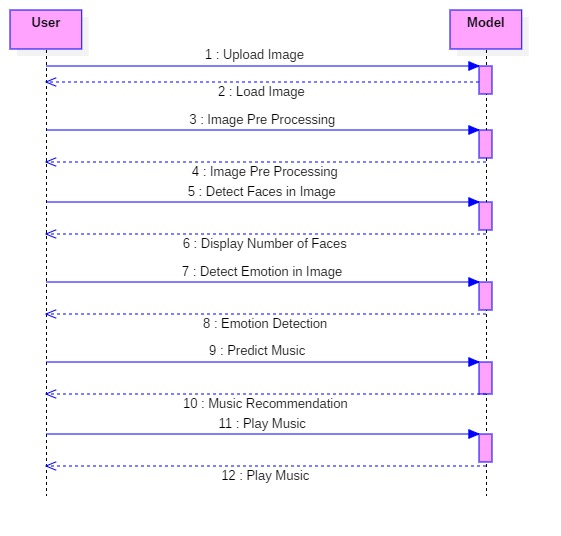 User
Model
1 : Upload Image
2 : Load Image
3 : Image Pre Processing
4 : Image Pre Processing
5 : Detect Faces in Image
6 : Display Number of Faces
7 : Detect Emotion in Image
8 : Emotion Detection
9 : Predict Music
10 : Music Recommendation
11 : Play Music
12 : Play Music